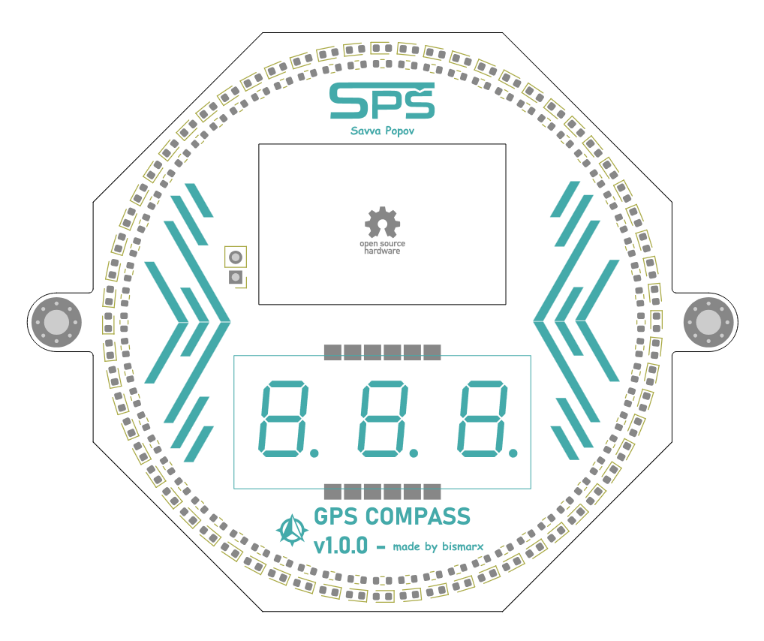 SPŠ
Savva Popov
open source
hardware
8.8.8.
GPS COMPASS
v1.0.0 - made by bismarx